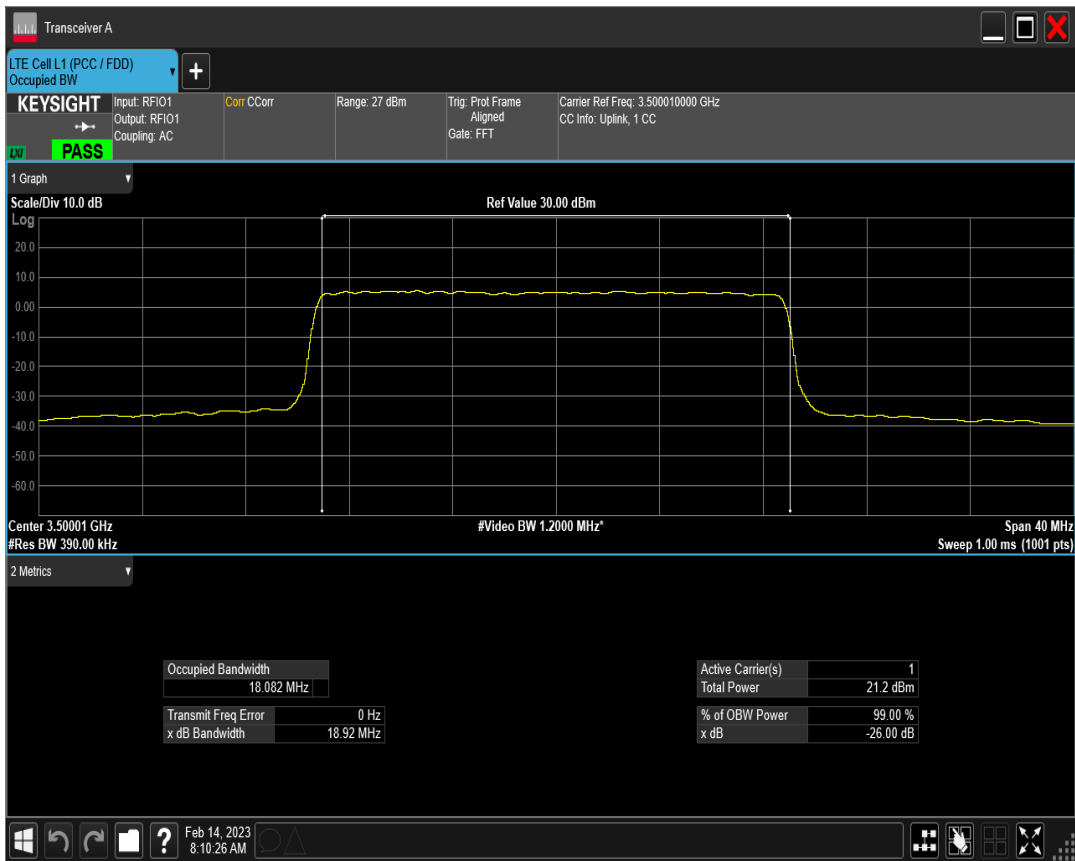 Transceiver A
LTE Cell L1 (PCC / FDD)
Occupied BW
KEYSIGHT
LXI
PASS
Input: RFIO1
Output: RFIO1
Coupling: AC
Corr CCorr
Range: 27 dBm
Trig: Prot Frame
Aligned
Gate: FFT
Carrier Ref Freq: 3.500010000 GHz
CC Info: Uplink, 1 CC
1 Graph
Scale/Div 10.0 dB
Ref Value 30.00 dBm
Log
20.0
10.0
0.00
-10.0
-20.0
-30.0
-40.0
-50.0
-60.0
Center 3.50001 GHz
#Video BW 1.2000 MHz*
Span 40 MHz
#Res BW 390.00 kHz
Sweep 1.00 ms (1001 pts)
2 Metrics
Occupied Bandwidth
18.082 MHz
Transmit Freq Error 0 Hz
x dB Bandwidth 18.92 MHz
Active Carrier(s) 1
Total Power 21.2 dBm
% of OBW Power 99.00 %
x dB -26.00 dB
?
Feb 14, 2023
8:10:26 AM